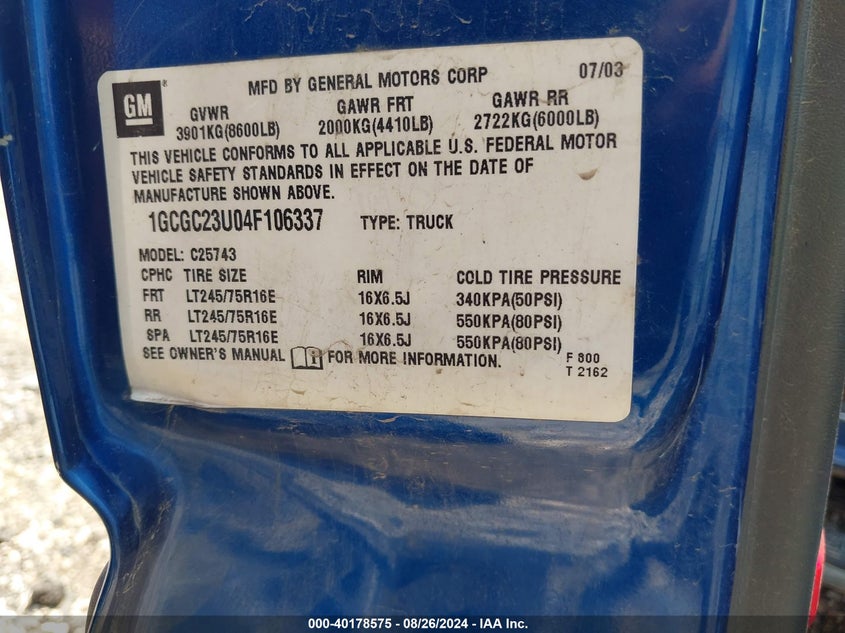 MFD BY GENERAL MOTORS CORP 07/03
GM ®
GVWR GAWR FRT GAWR RR
3901KG(8600LB) 2000KG(4410LB) 2722KG(6000LB)
THIS VEHICLE CONFORMS TO ALL APPLICABLE U.S. FEDERAL MOTOR
VEHICLE SAFETY STANDARDS IN EFFECT ON THE DATE OF
MANUFACTURE SHOWN ABOVE.
1GCGC23U04F106337 TYPE: TRUCK
MODEL: C25743
CPHC TIRE SIZE RIM COLD TIRE PRESSURE
FRT LT245/75R16E 16X6.5J 340KPA(50PSI)
RR LT245/75R16E 16X6.5J 550KPA(80PSI)
SPA LT245/75R16E 16X6.5J 550KPA(80PSI)
SEE OWNER'S MANUAL FOR MORE INFORMATION.
F 800
T 2162
000-40178575 - 08/26/2024 - IAA Inc.